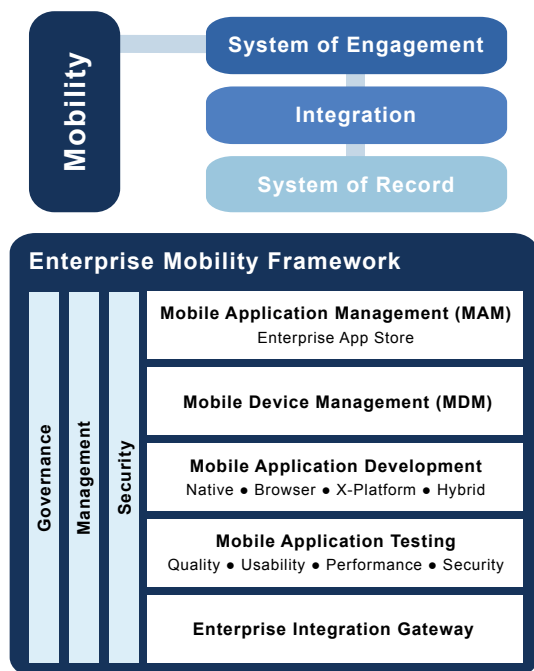 Mobility
System of Engagement
Integration
System of Record
Enterprise Mobility Framework
Governance
Management
Security
Mobile Application Management (MAM)
Enterprise App Store
Mobile Device Management (MDM)
Mobile Application Development
Native ● Browser ● X-Platform ● Hybrid
Mobile Application Testing
Quality ● Usability ● Performance ● Security
Enterprise Integration Gateway